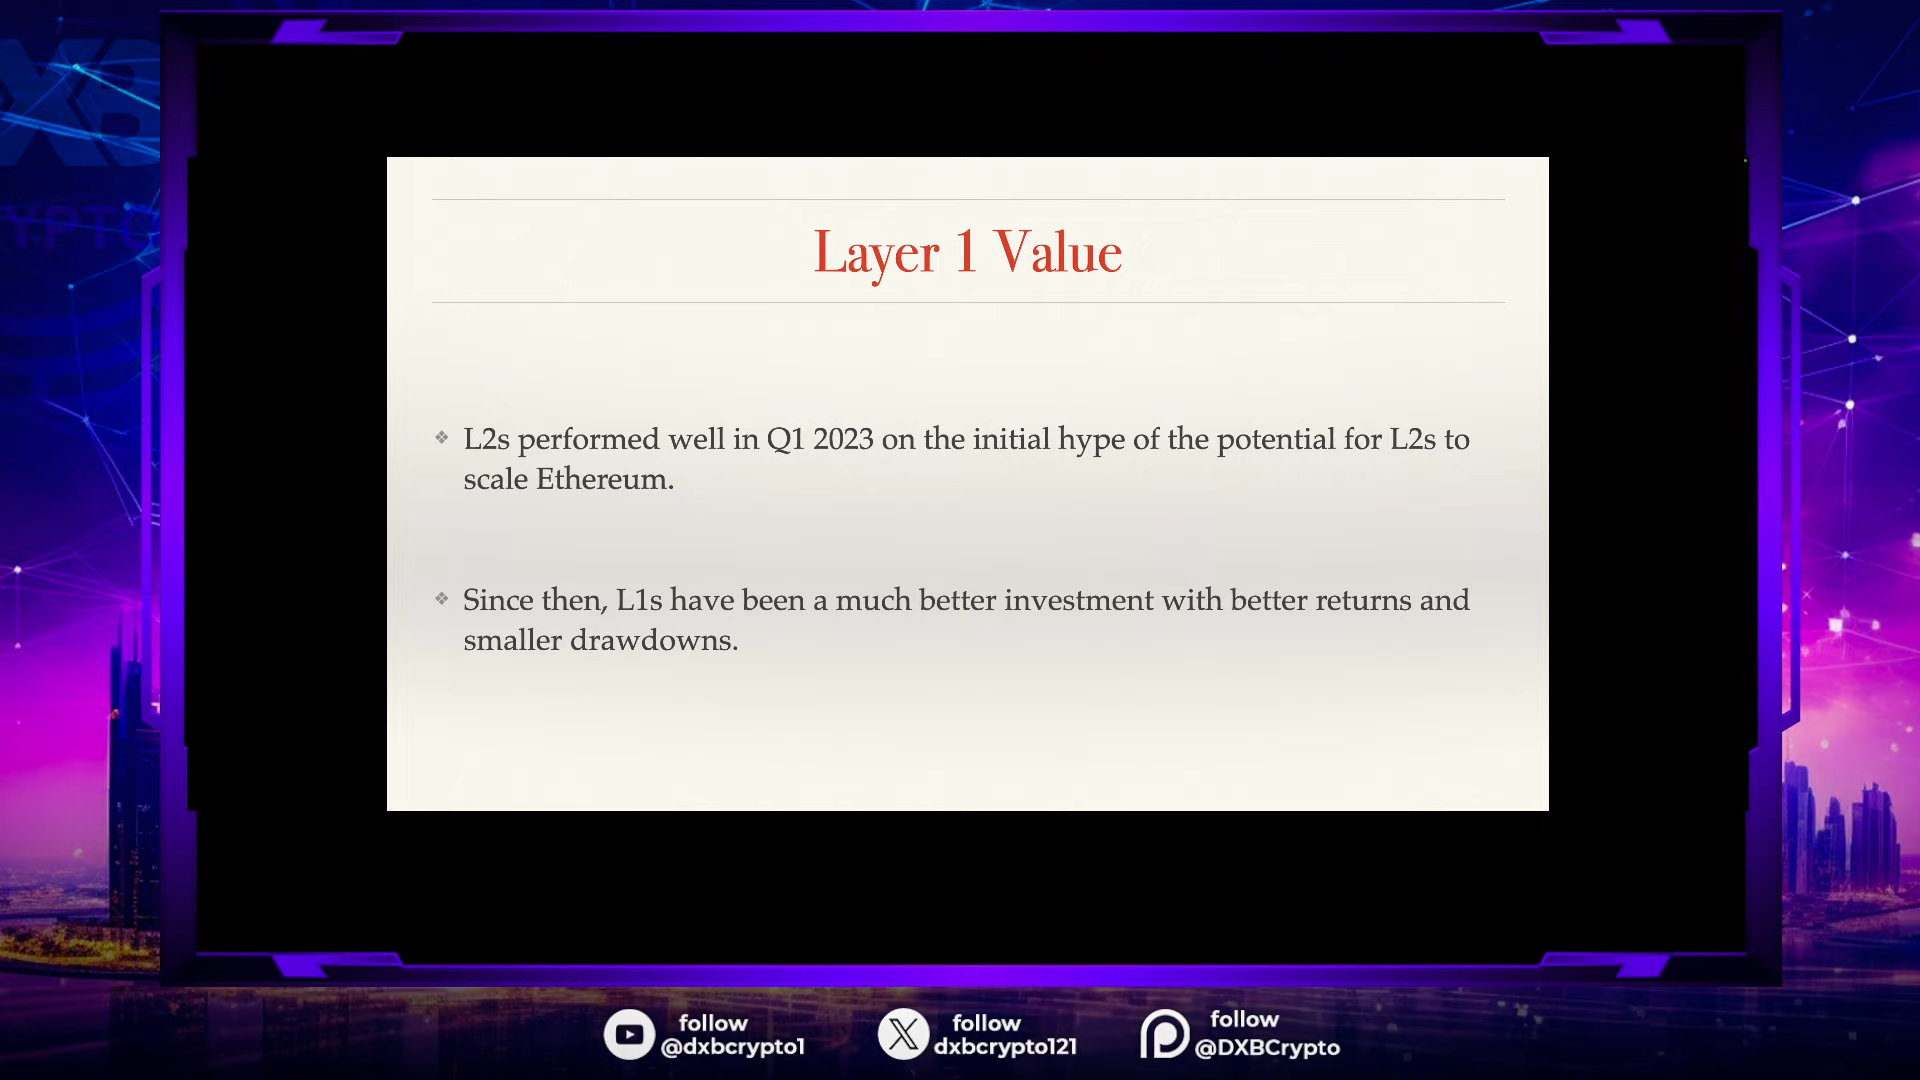 Layer 1 Value
❖ L2s performed well in Q1 2023 on the initial hype of the potential for L2s to
scale Ethereum.
❖ Since then, L1s have been a much better investment with better returns and
smaller drawdowns.
follow
@dxbcrypto1
follow
dxbcrypto121
follow
@DXBCrypto